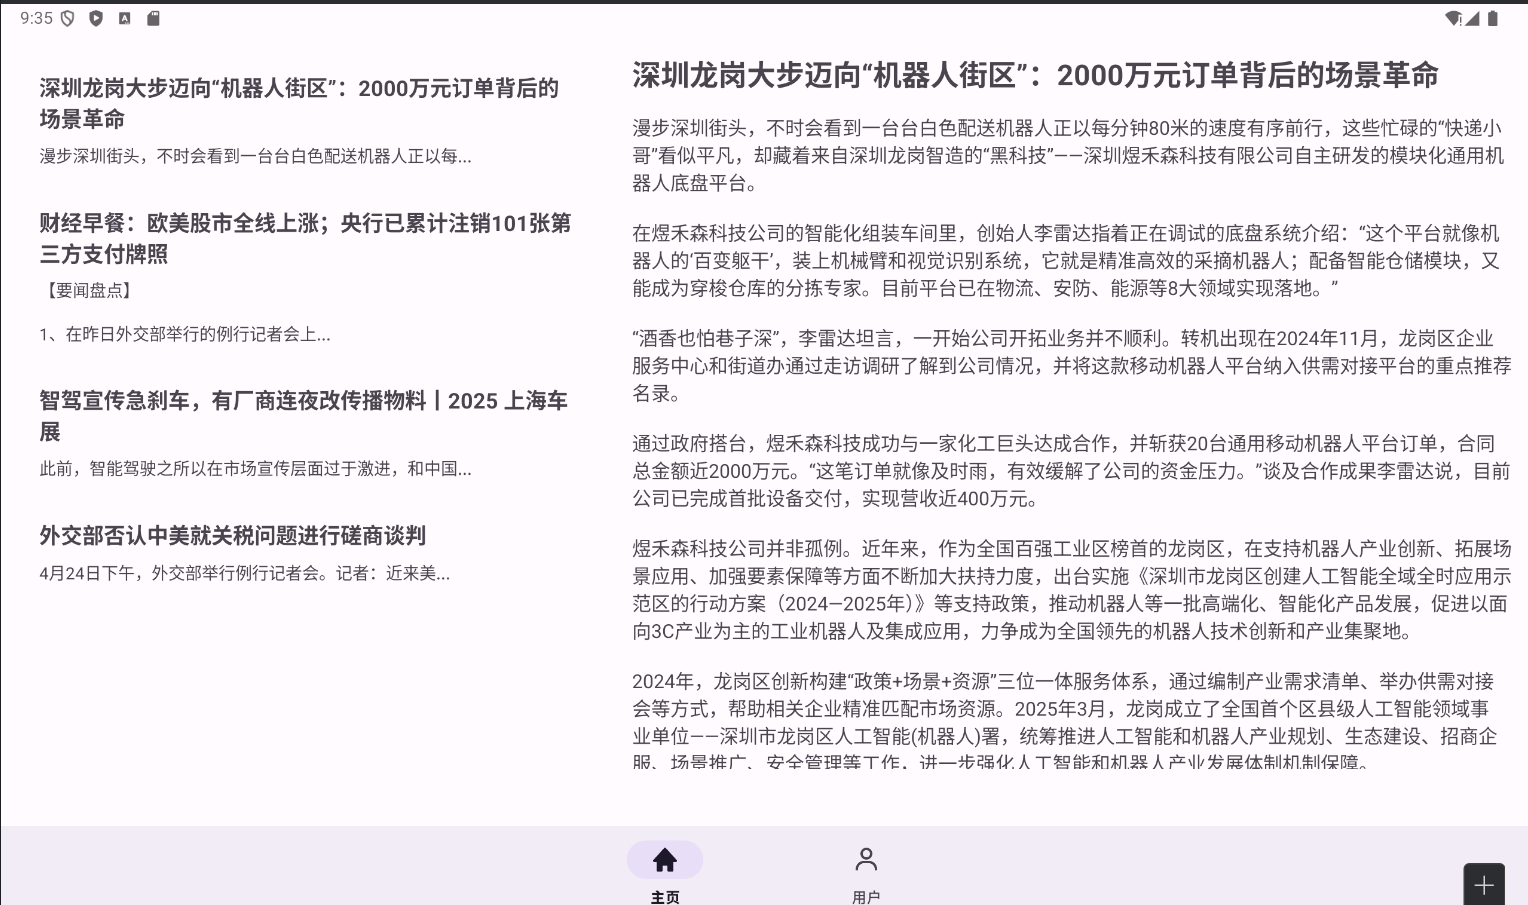 9:35
深圳龙岗大步迈向“机器人街区”：2000万元订单背后的
场景革命
漫步深圳街头，不时会看到一台台白色配送机器人正以每...
财经早餐：欧美股市全线上涨；央行已累计注销101张第
三方支付牌照
【要闻盘点】
1、在昨日外交部举行的例行记者会上...
智驾宣传急刹车，有厂商连夜改传播物料丨2025 上海车
展
此前，智能驾驶之所以在市场宣传层面过于激进，和中国...
外交部否认中美就关税问题进行磋商谈判
4月24日下午，外交部举行例行记者会。记者：近来美...
深圳龙岗大步迈向“机器人街区”：2000万元订单背后的场景革命
漫步深圳街头，不时会看到一台台白色配送机器人正以每分钟80米的速度有序前行，这些忙碌的“快递小
哥”看似平凡，却藏着来自深圳龙岗智造的“黑科技”——深圳煜禾森科技有限公司自主研发的模块化通用机
器人底盘平台。
在煜禾森科技公司的智能化组装车间里，创始人李雷达指着正在调试的底盘系统介绍：“这个平台就像机
器人的‘百变躯干’，装上机械臂和视觉识别系统，它就是精准高效的采摘机器人；配备智能仓储模块，又
能成为穿梭仓库的分拣专家。目前平台已在物流、安防、能源等8大领域实现落地。”
“酒香也怕巷子深”，李雷达坦言，一开始公司开拓业务并不顺利。转机出现在2024年11月，龙岗区企业
服务中心和街道办通过走访调研了解到公司情况，并将这款移动机器人平台纳入供需对接平台的重点推荐
名录。
通过政府搭台，煜禾森科技成功与一家化工巨头达成合作，并斩获20台通用移动机器人平台订单，合同
总金额近2000万元。“这笔订单就像及时雨，有效缓解了公司的资金压力。”谈及合作成果李雷达说，目前
公司已完成首批设备交付，实现营收近400万元。
煜禾森科技公司并非孤例。近年来，作为全国百强工业区榜首的龙岗区，在支持机器人产业创新、拓展场
景应用、加强要素保障等方面不断加大扶持力度，出台实施《深圳市龙岗区创建人工智能全域全时应用示
范区的行动方案（2024—2025年）》等支持政策，推动机器人等一批高端化、智能化产品发展，促进以面
向3C产业为主的工业机器人及集成应用，力争成为全国领先的机器人技术创新和产业集聚地。
2024年，龙岗区创新构建“政策+场景+资源”三位一体服务体系，通过编制产业需求清单、举办供需对接
会等方式，帮助相关企业精准匹配市场资源。2025年3月，龙岗成立了全国首个区县级人工智能领域事
业单位——深圳市龙岗区人工智能(机器人)署，统筹推进人工智能和机器人产业规划、生态建设、招商企
服、场景推广、安全管理等工作，进一步强化人工智能和机器人产业发展体制机制保障。
主页
用户